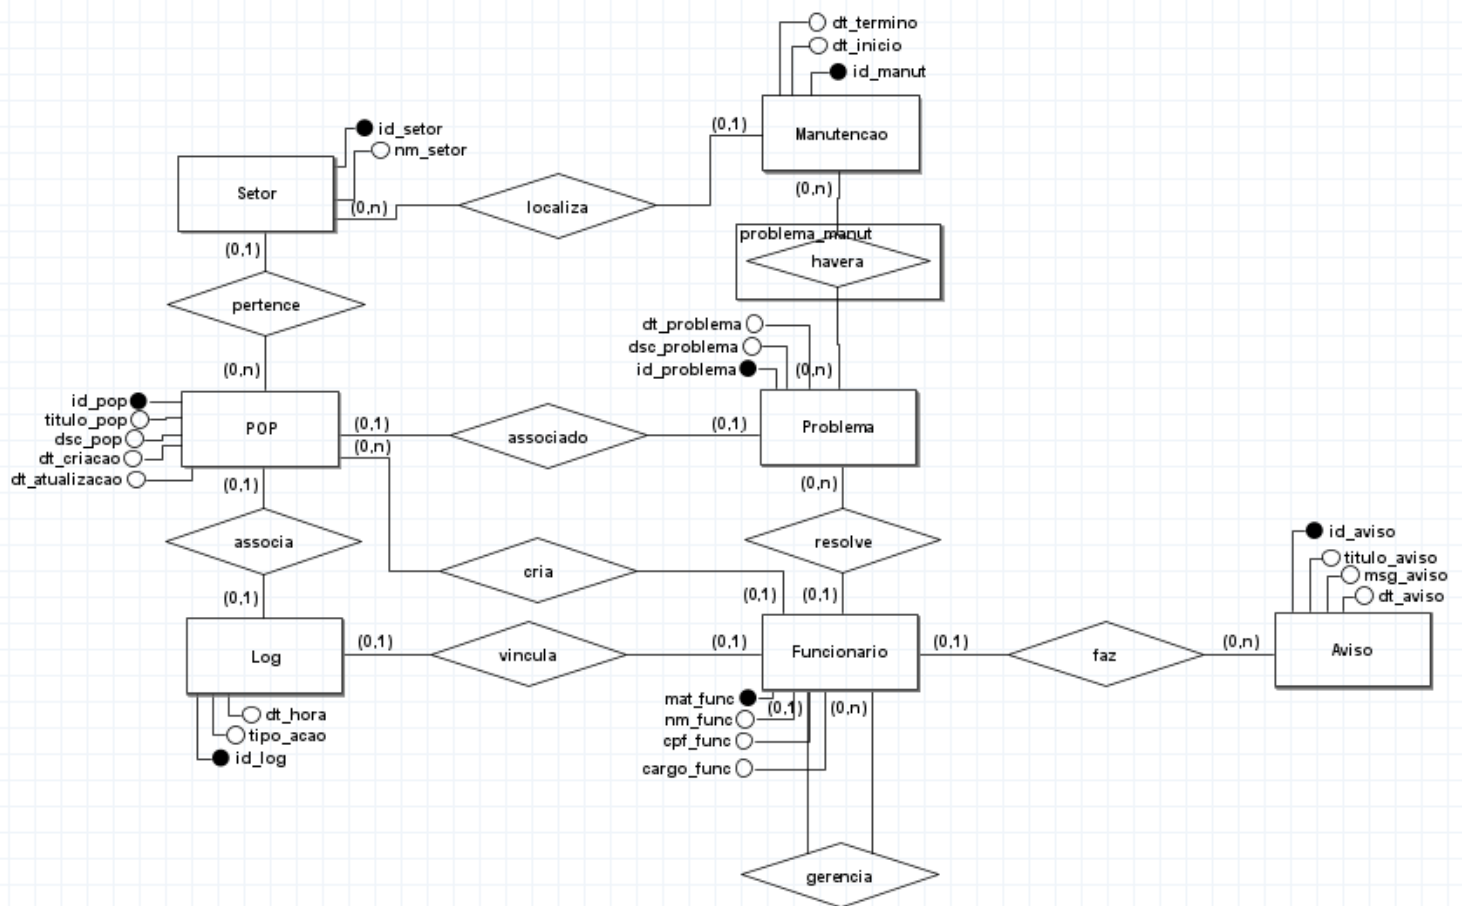 dt_termino
dt_inicio
id_manut
(0,1)
Manutencao
id_setor
nm_setor
Setor
(0,n)
localiza
(0,n)
problema_manut
havera
(0,1)
pertence
dt_problema
dsc_problema
id_problema
(0,n)
(0,n)
id_pop
titulo_pop
dsc_pop
dt_criacao
dt_atualizacao
POP
(0,1)
(0,n)
associado
(0,1)
Problema
(0,1)
(0,n)
associa
resolve
cria
(0,1)
(0,1)
(0,1)
id_aviso
titulo_aviso
msg_aviso
dt_aviso
Log
(0,1)
vincula
(0,1)
Funcionario
(0,1)
faz
(0,n)
Aviso
dt_hora
tipo_acao
id_log
mat_func
nm_func
cpf_func
cargo_func
(0,1)
(0,n)
gerencia